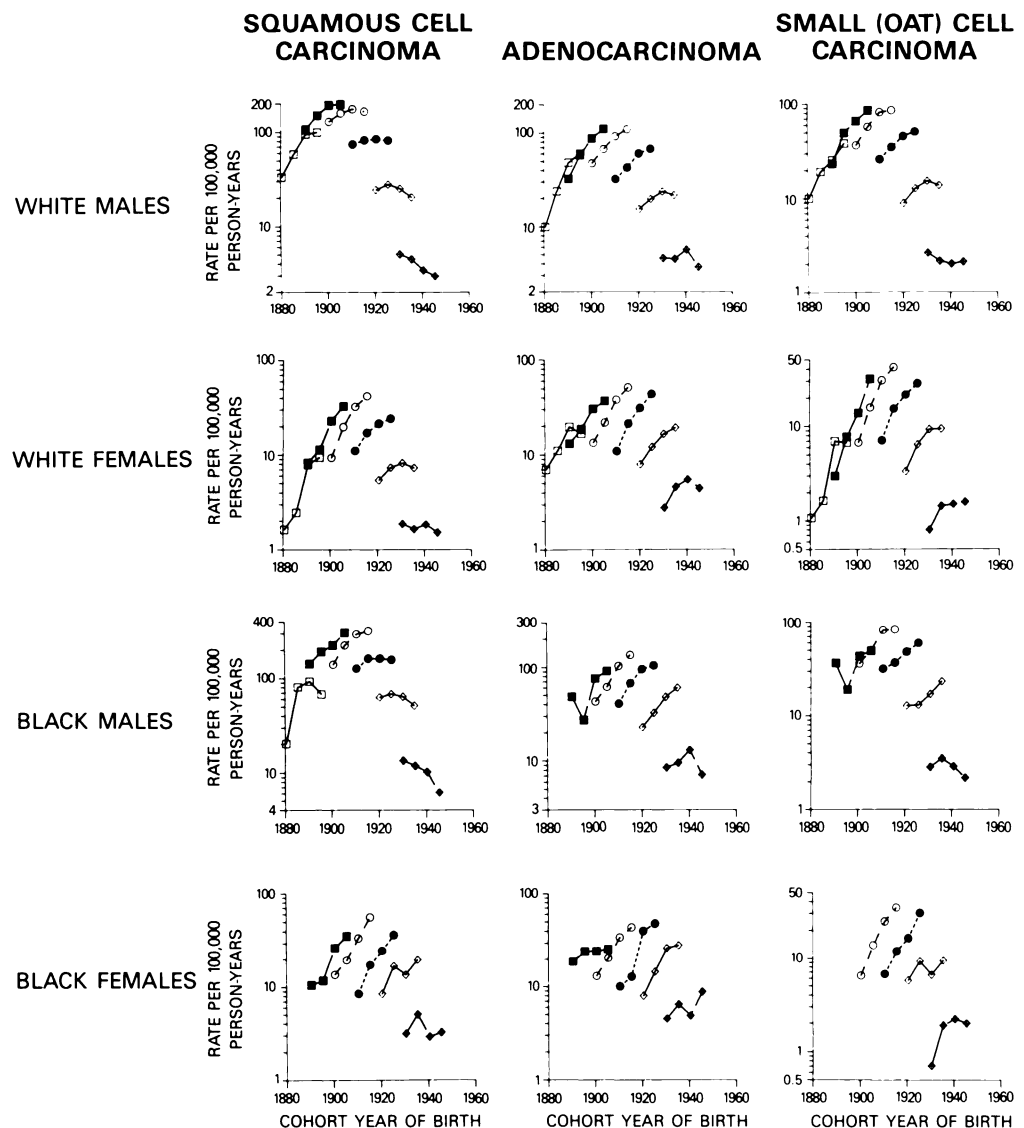 SQUAMOUS CELL
CARCINOMA
ADENOCARCINOMA
SMALL (OAT) CELL
CARCINOMA
WHITE MALES
RATE PER 100,000
PERSON-YEARS
200
100
10
2
1880 1900 1920 1940 1960
200
100
10
2
1880 1900 1920 1940 1960
100
10
1
1880 1900 1920 1940 1960
WHITE FEMALES
RATE PER 100,000
PERSON-YEARS
100
10
1
1880 1900 1920 1940 1960
100
10
1
1880 1900 1920 1940 1960
50
10
1
0.5
1880 1900 1920 1940 1960
BLACK MALES
RATE PER 100,000
PERSON-YEARS
400
100
10
4
1880 1900 1920 1940 1960
300
100
10
3
1880 1900 1920 1940 1960
100
10
1
1880 1900 1920 1940 1960
BLACK FEMALES
RATE PER 100,000
PERSON-YEARS
100
10
1
1880 1900 1920 1940 1960
COHORT YEAR OF BIRTH
100
10
1
1880 1900 1920 1940 1960
COHORT YEAR OF BIRTH
50
10
1
0.5
1880 1900 1920 1940 1960
COHORT YEAR OF BIRTH